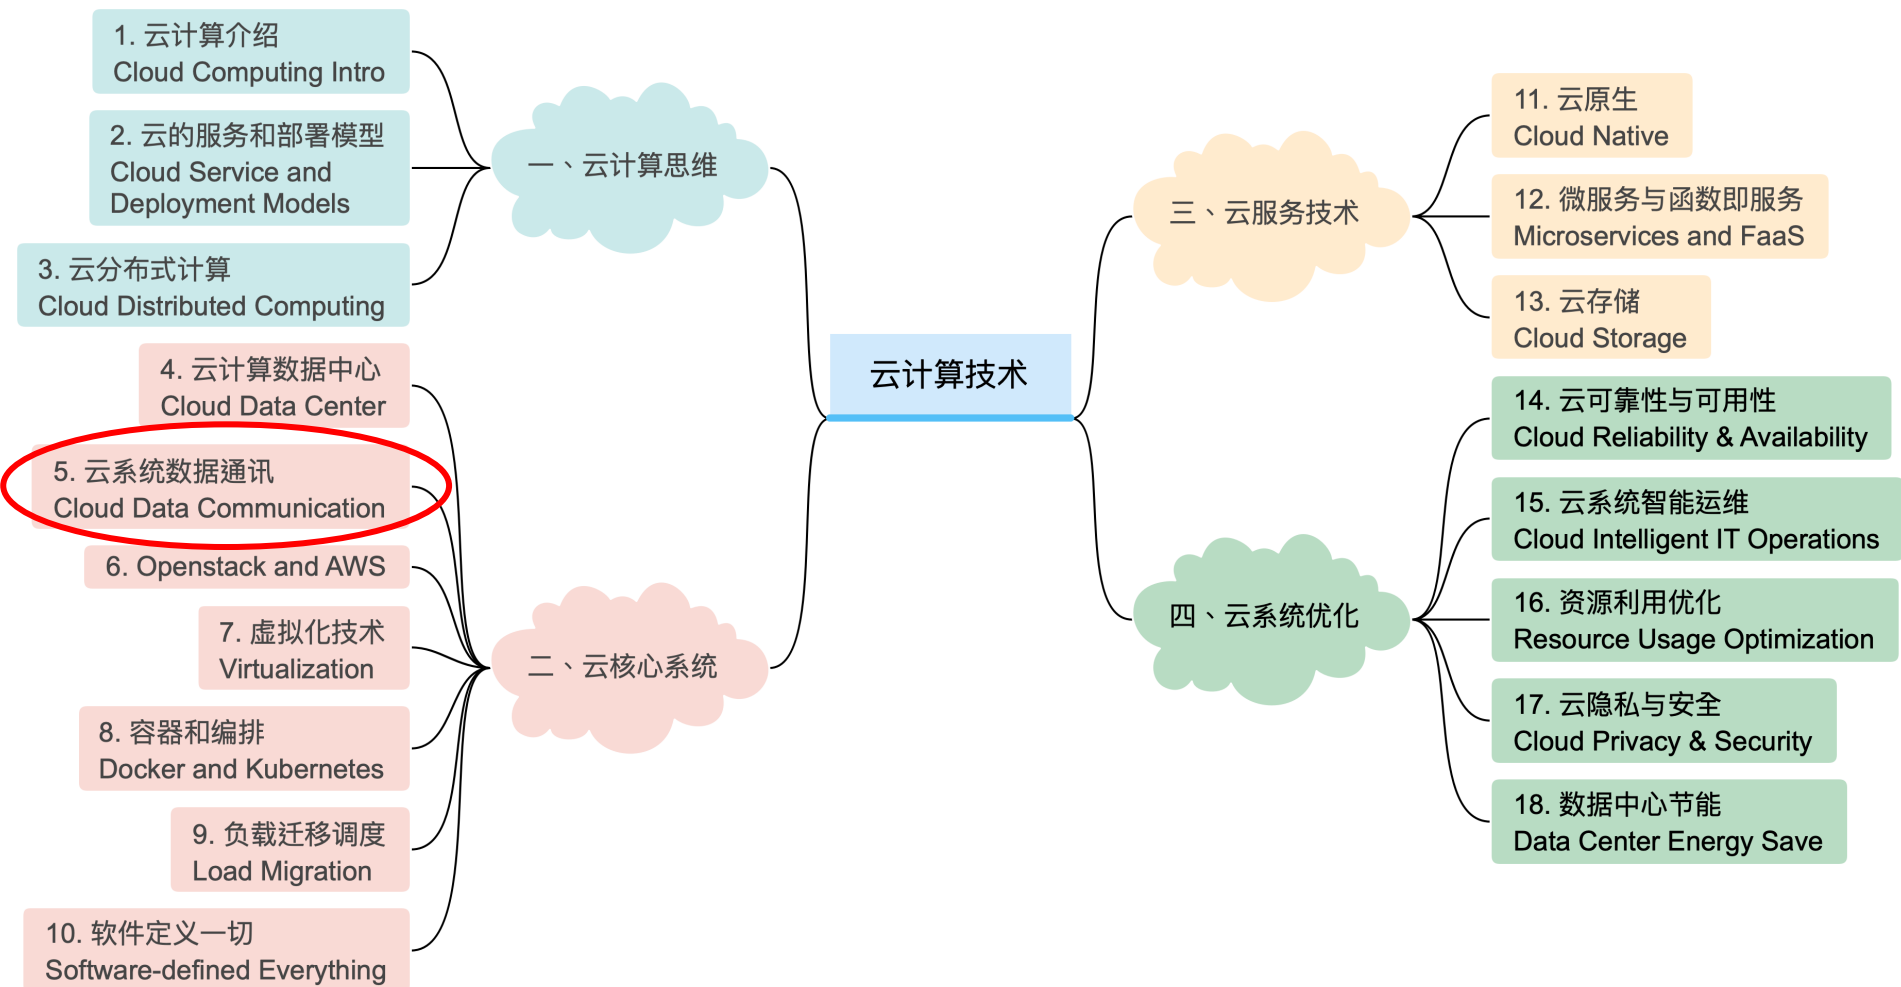 1. 云计算介绍
Cloud Computing Intro
2. 云的服务和部署模型
Cloud Service and
Deployment Models
3. 云分布式计算
Cloud Distributed Computing
一、云计算思维
4. 云计算数据中心
Cloud Data Center
5. 云系统数据通讯
Cloud Data Communication
6. Openstack and AWS
7. 虚拟化技术
Virtualization
8. 容器和编排
Docker and Kubernetes
9. 负载迁移调度
Load Migration
10. 软件定义一切
Software-defined Everything
二、云核心系统
云计算技术
三、云服务技术
11. 云原生
Cloud Native
12. 微服务与函数即服务
Microservices and FaaS
13. 云存储
Cloud Storage
四、云系统优化
14. 云可靠性与可用性
Cloud Reliability & Availability
15. 云系统智能运维
Cloud Intelligent IT Operations
16. 资源利用优化
Resource Usage Optimization
17. 云隐私与安全
Cloud Privacy & Security
18. 数据中心节能
Data Center Energy Save